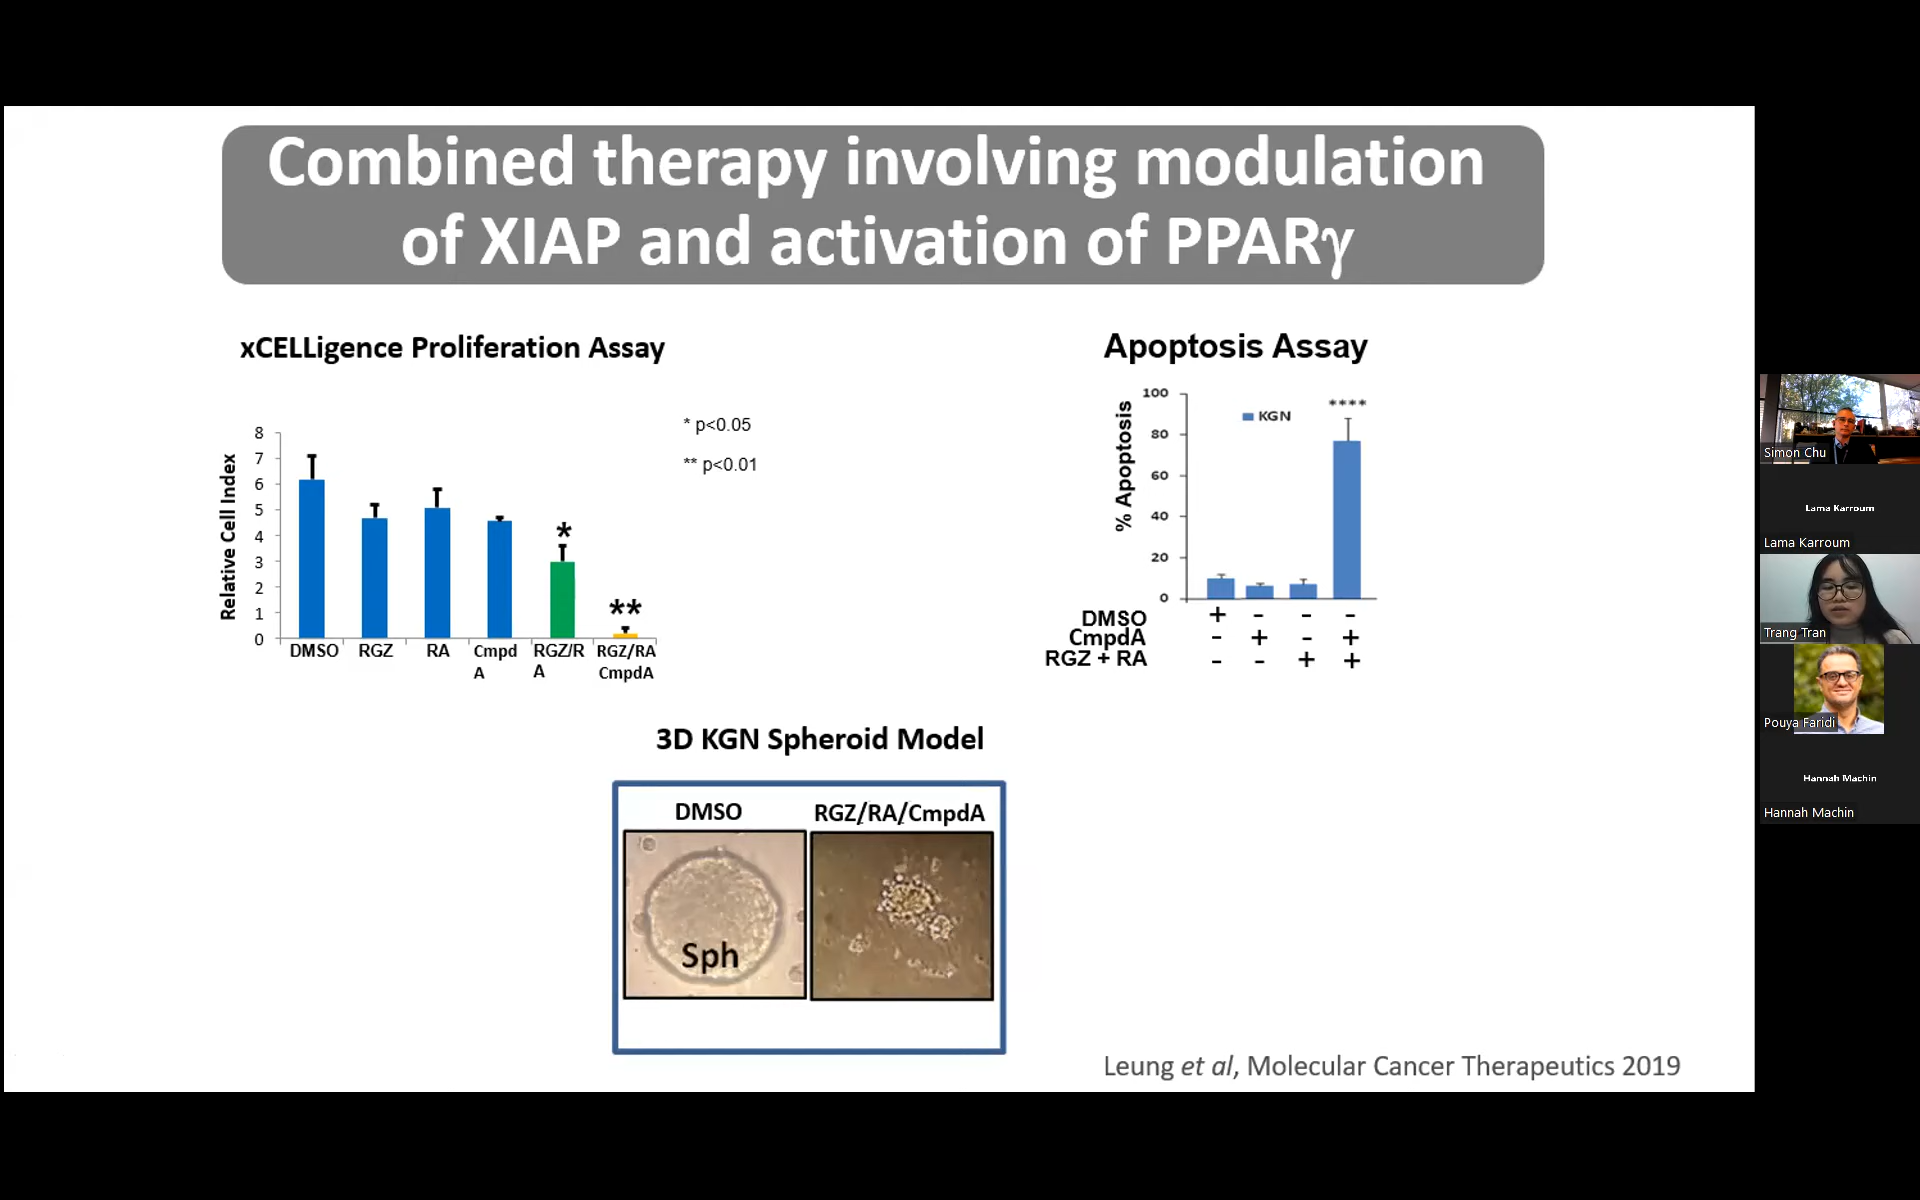 Combined therapy involving modulation
of XIAP and activation of PPARγ
xCELLigence Proliferation Assay
* p<0.05
** p<0.01
Relative Cell Index
8
7
6
5
4
3
2
1
0
*
**
DMSO RGZ RA Cmpd A RGZ/R A RGZ/RA CmpdA
Apoptosis Assay
% Apoptosis
100
80
60
40
20
0
KGN
****
DMSO + - - -
CmpdA - + - +
RGZ + RA - - + +
3D KGN Spheroid Model
DMSO RGZ/RA/CmpdA
Sph
Leung et al, Molecular Cancer Therapeutics 2019
Simon Chu
Lama Karroum
Lama Karroum
Trang Tran
Pouya Faridi
Hannah Machin
Hannah Machin